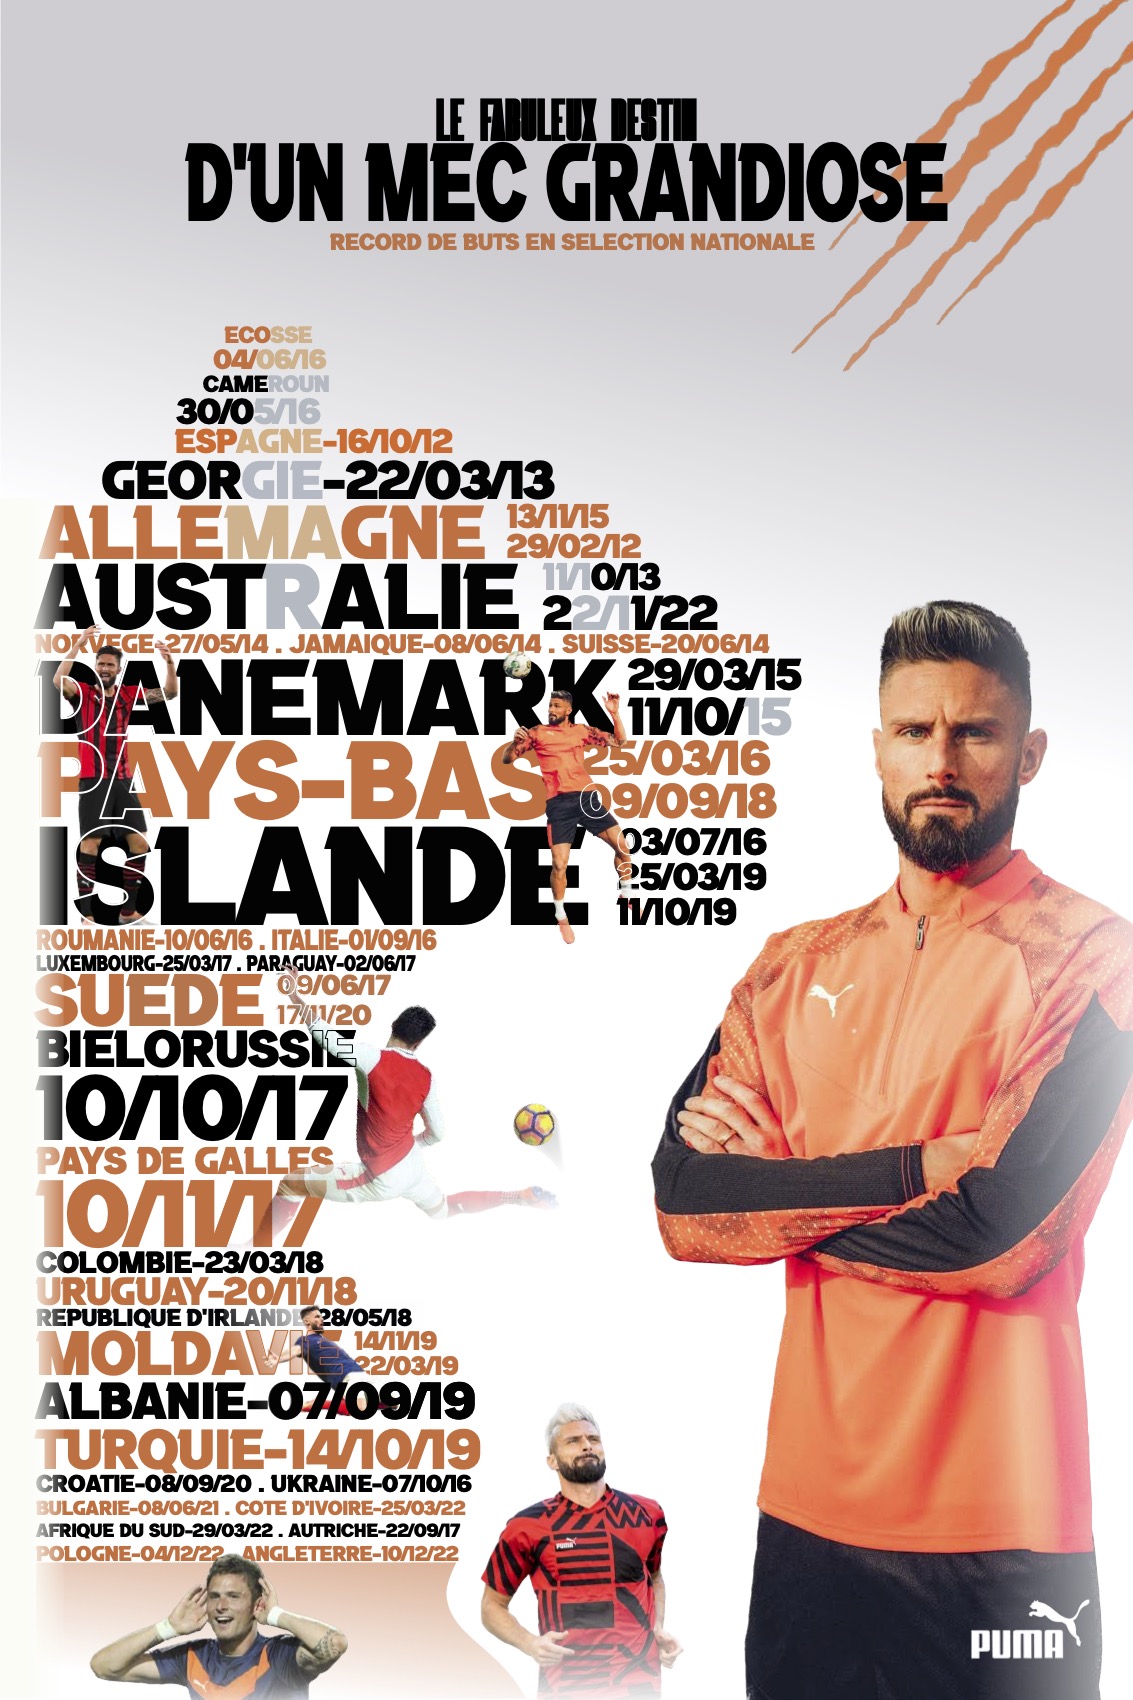 LE FABULEUX DESTIN
D'UN MEC GRANDIOSE
RECORD DE BUTS EN SELECTION NATIONALE
ECOSSE
04/06/16
CAMEROUN
30/05/16
ESPAGNE-16/10/12
GEORGIE-22/03/13
ALLEMAGNE 13/11/15
29/02/12
AUSTRALIE 11/10/13
22/11/22
NORVEGE-27/05/14 . JAMAIQUE-08/06/14 . SUISSE-20/06/14
DANEMARK 29/03/15
11/10/15
PAYS-BAS 25/03/16
09/09/18
ISLANDE 03/07/16
25/03/19
11/10/19
ROUMANIE-10/06/16 . ITALIE-01/09/16
LUXEMBOURG-25/03/17 . PARAGUAY-02/06/17
SUEDE 09/06/17
17/11/20
BIELORUSSIE
10/10/17
PAYS DE GALLES
10/11/17
COLOMBIE-23/03/18
URUGUAY-20/11/18
REPUBLIQUE D'IRLANDE-28/05/18
MOLDAVIE 14/11/19
22/03/19
ALBANIE-07/09/19
TURQUIE-14/10/19
CROATIE-08/09/20 . UKRAINE-07/10/16
BULGARIE-08/06/21 . COTE D'IVOIRE-25/03/22
AFRIQUE DU SUD-29/03/22 . AUTRICHE-22/09/17
POLOGNE-04/12/22 . ANGLETERRE-10/12/22
PUMA
PUMA